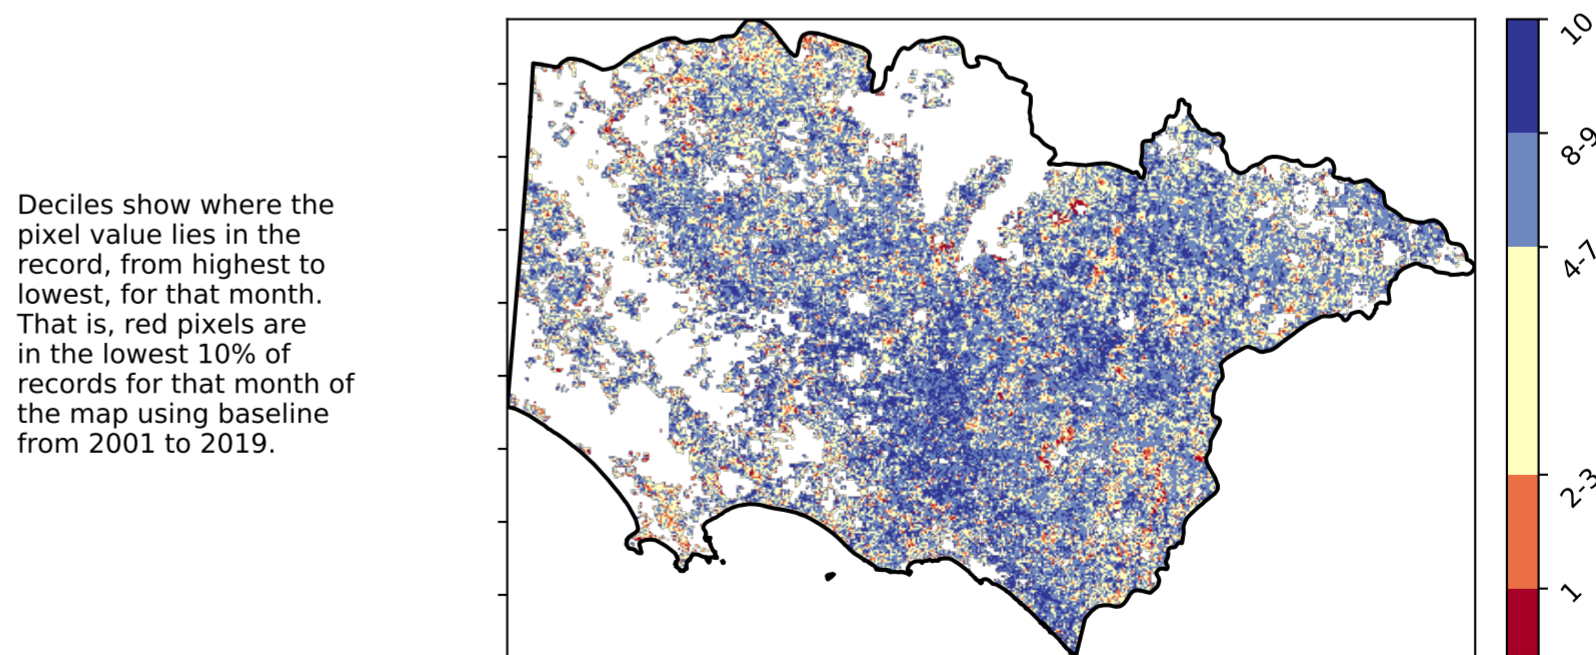 Deciles show where the
pixel value lies in the
record, from highest to
lowest, for that month.
That is, red pixels are
in the lowest 10% of
records for that month of
the map using baseline
from 2001 to 2019.
10
8-9
4-7
2-3
1